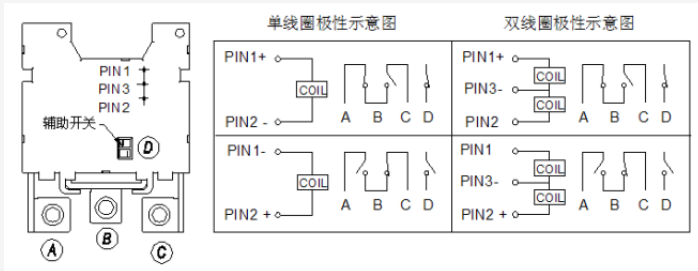 单线圈极性示意图
双线圈极性示意图
PIN1
PIN3
PIN2
辅助开关
D
A
B
C
PIN1+
COIL
PIN2 -
A B C D
PIN1+
COIL
PIN3-
COIL
PIN2
A B C D
PIN1-
COIL
PIN2 +
A B C D
PIN1
COIL
PIN3-
COIL
PIN2 +
A B C D